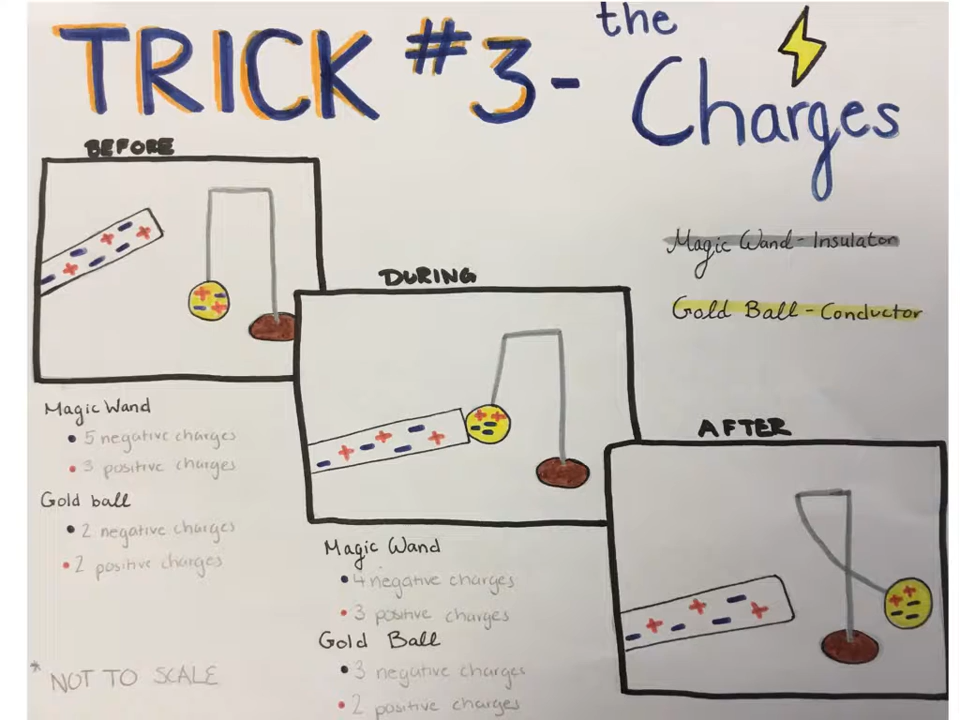 TRICK #3- the
Charges
BEFORE
Magic Wand - Insulator
DURING
Gold Ball - Conductor
Magic Wand
• 5 negative charges
• 3 positive charges
Gold ball
• 2 negative charges
• 2 positive charges
AFTER
Magic Wand
• 4 negative charges
• 3 positive charges
Gold Ball
• 3 negative charges
• 2 positive charges
* NOT TO SCALE